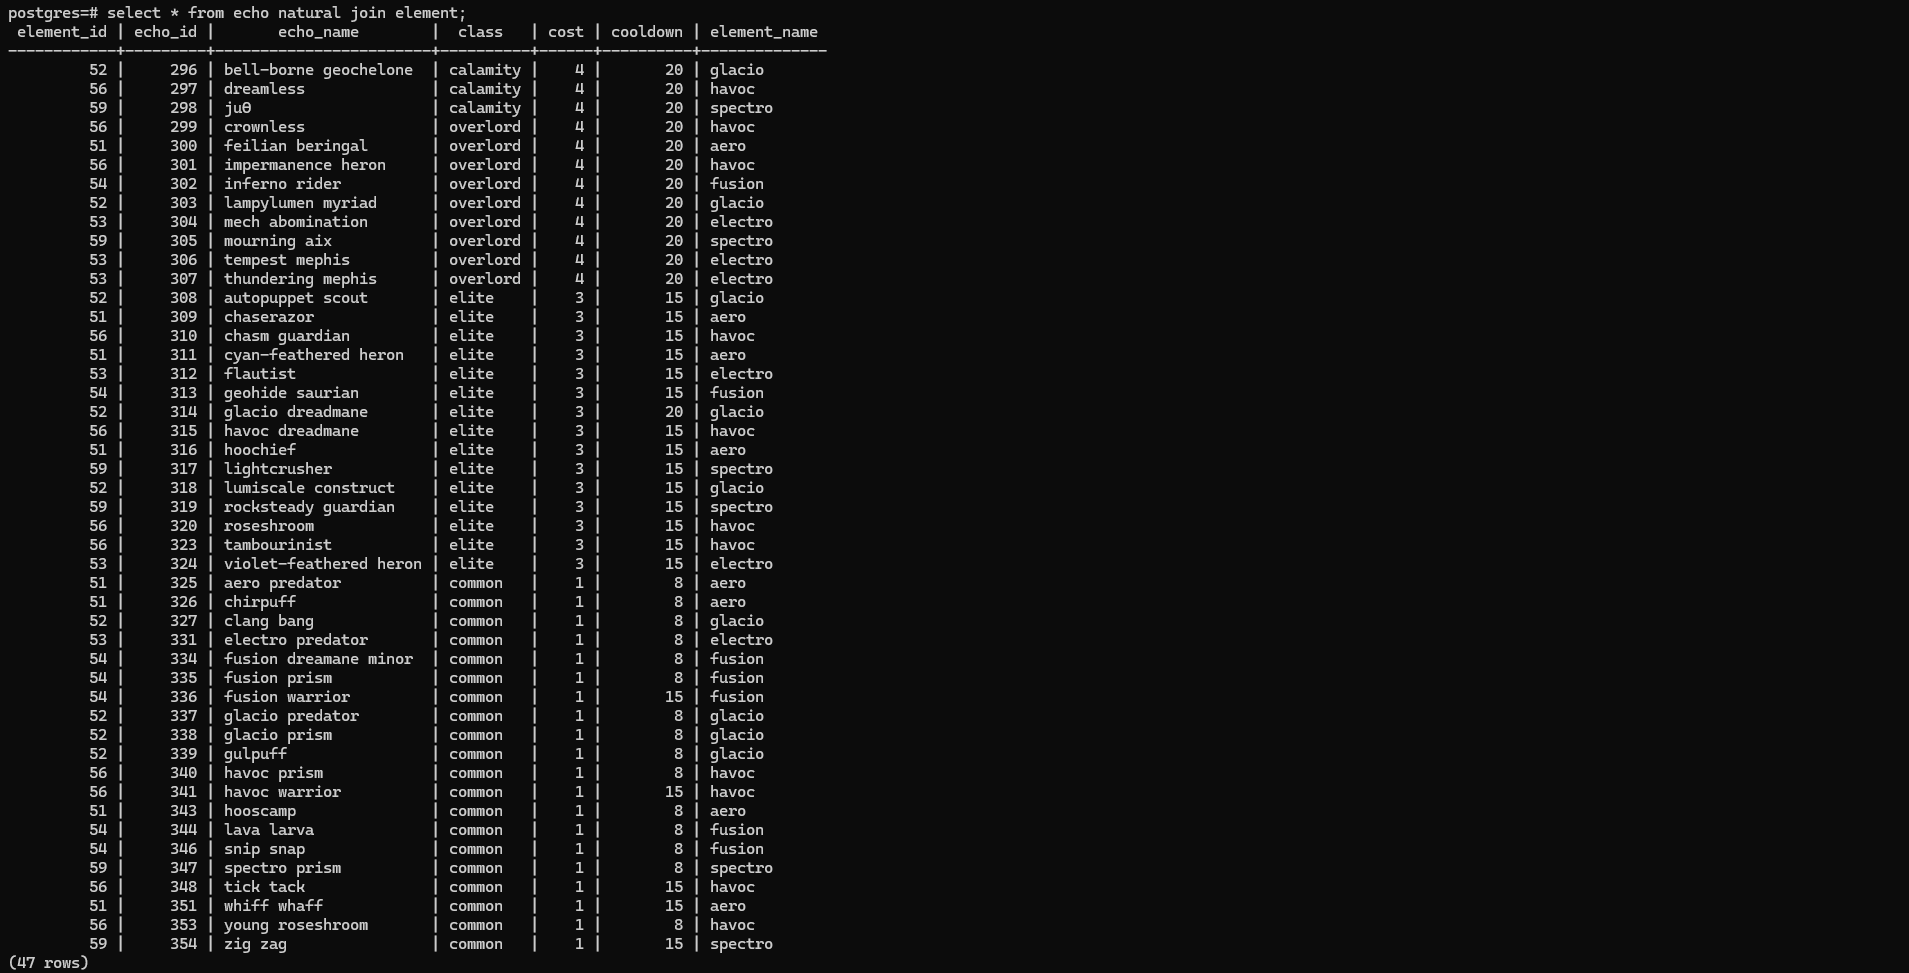 postgres=# select * from echo natural join element;
 element_id | echo_id |       echo_name        |  class   | cost | cooldown | element_name
------------+---------+------------------------+----------+------+----------+--------------
         52 |     296 | bell-borne geochelone  | calamity |    4 |       20 | glacio
         56 |     297 | dreamless              | calamity |    4 |       20 | havoc
         59 |     298 | juθ                    | calamity |    4 |       20 | spectro
         56 |     299 | crownless              | overlord |    4 |       20 | havoc
         51 |     300 | feilian beringal       | overlord |    4 |       20 | aero
         56 |     301 | impermanence heron     | overlord |    4 |       20 | havoc
         54 |     302 | inferno rider          | overlord |    4 |       20 | fusion
         52 |     303 | lampylumen myriad      | overlord |    4 |       20 | glacio
         53 |     304 | mech abomination       | overlord |    4 |       20 | electro
         59 |     305 | mourning aix           | overlord |    4 |       20 | spectro
         53 |     306 | tempest mephis         | overlord |    4 |       20 | electro
         53 |     307 | thundering mephis      | overlord |    4 |       20 | electro
         52 |     308 | autopuppet scout       | elite    |    3 |       15 | glacio
         51 |     309 | chaserazor             | elite    |    3 |       15 | aero
         56 |     310 | chasm guardian         | elite    |    3 |       15 | havoc
         51 |     311 | cyan-feathered heron   | elite    |    3 |       15 | aero
         53 |     312 | flautist               | elite    |    3 |       15 | electro
         54 |     313 | geohide saurian        | elite    |    3 |       15 | fusion
         52 |     314 | glacio dreadmane       | elite    |    3 |       20 | glacio
         56 |     315 | havoc dreadmane        | elite    |    3 |       15 | havoc
         51 |     316 | hoochief               | elite    |    3 |       15 | aero
         59 |     317 | lightcrusher           | elite    |    3 |       15 | spectro
         52 |     318 | lumiscale construct    | elite    |    3 |       15 | glacio
         59 |     319 | rocksteady guardian    | elite    |    3 |       15 | spectro
         56 |     320 | roseshroom             | elite    |    3 |       15 | havoc
         56 |     323 | tambourinist           | elite    |    3 |       15 | havoc
         53 |     324 | violet-feathered heron | elite    |    3 |       15 | electro
         51 |     325 | aero predator          | common   |    1 |        8 | aero
         51 |     326 | chirpuff               | common   |    1 |        8 | aero
         52 |     327 | clang bang             | common   |    1 |        8 | glacio
         53 |     331 | electro predator       | common   |    1 |        8 | electro
         54 |     334 | fusion dreamane minor  | common   |    1 |        8 | fusion
         54 |     335 | fusion prism           | common   |    1 |        8 | fusion
         54 |     336 | fusion warrior         | common   |    1 |       15 | fusion
         52 |     337 | glacio predator        | common   |    1 |        8 | glacio
         52 |     338 | glacio prism           | common   |    1 |        8 | glacio
         52 |     339 | gulpuff                | common   |    1 |        8 | glacio
         56 |     340 | havoc prism            | common   |    1 |        8 | havoc
         56 |     341 | havoc warrior          | common   |    1 |       15 | havoc
         51 |     343 | hooscamp               | common   |    1 |        8 | aero
         54 |     344 | lava larva             | common   |    1 |        8 | fusion
         54 |     346 | snip snap              | common   |    1 |        8 | fusion
         59 |     347 | spectro prism          | common   |    1 |        8 | spectro
         56 |     348 | tick tack              | common   |    1 |       15 | havoc
         51 |     351 | whiff whaff            | common   |    1 |       15 | aero
         56 |     353 | young roseshroom       | common   |    1 |        8 | havoc
         59 |     354 | zig zag                | common   |    1 |       15 | spectro
(47 rows)